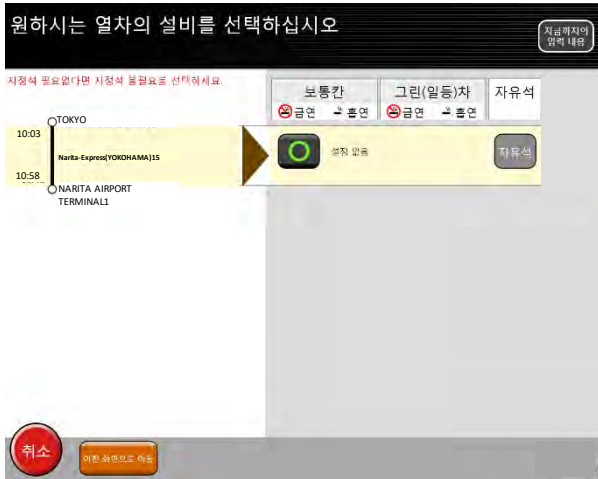 원하시는 열차의 설비를 선택하십시오
지금까지의
입력 내용
지정석 필요없다면 지정석 불필요를 선택하세요.
보통칸
그린(일등)차
자유석
금연 흡연
금연 흡연
TOKYO
10:03
Narita-Express(YOKOHAMA)15
설정 없음
자유석
10:58
NARITA AIRPORT
TERMINAL1
취소
이전 화면으로 이동